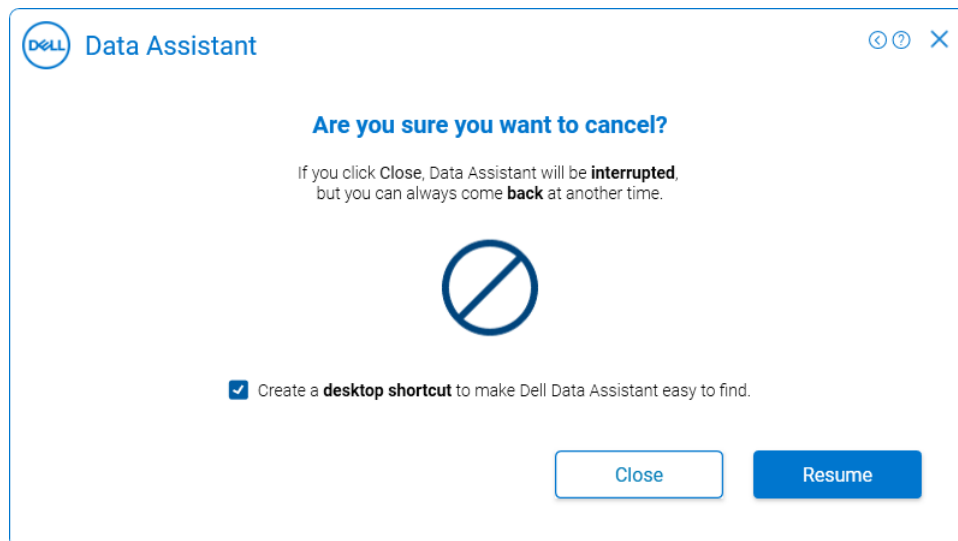 DELL Data Assistant
Are you sure you want to cancel?
If you click Close, Data Assistant will be interrupted,
but you can always come back at another time.
Create a desktop shortcut to make Dell Data Assistant easy to find.
Close Resume